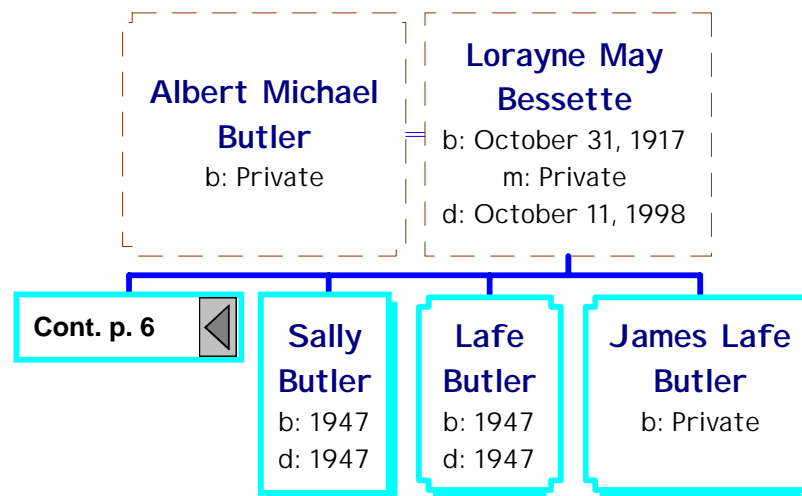 Albert Michael
Butler
b: Private
Lorayne May
Bessette
b: October 31, 1917
m: Private
d: October 11, 1998
Cont. p. 6
Sally
Butler
b: 1947
d: 1947
Lafe
Butler
b: 1947
d: 1947
James Lafe
Butler
b: Private